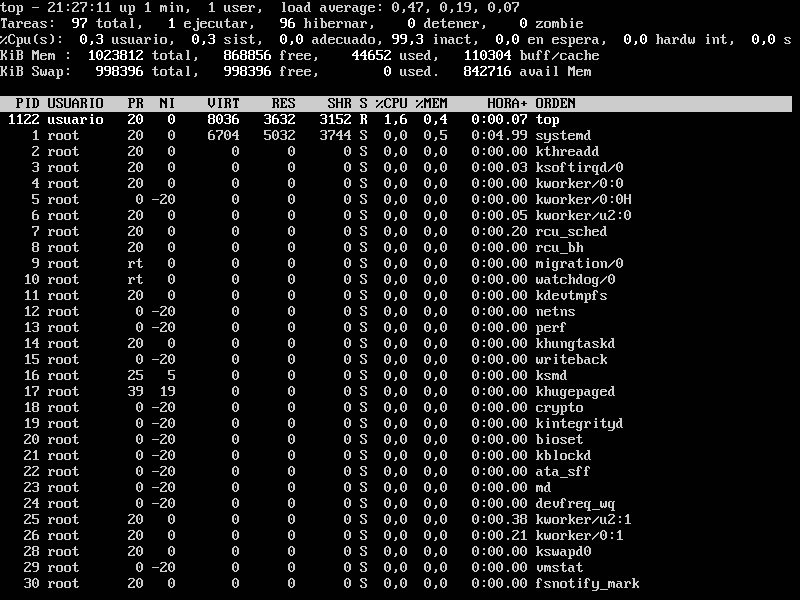 top - 21:27:11 up 1 min,  1 user,  load average: 0,47, 0,19, 0,07
Tareas:  97 total,   1 ejecutar,   96 hibernar,    0 detener,    0 zombie
%Cpu(s):  0,3 usuario,  0,3 sist,  0,0 adecuado, 99,3 inact,  0,0 en espera,  0,0 hardw int,  0,0 s
KiB Mem :  1023812 total,   868856 free,    44652 used,   110304 buff/cache
KiB Swap:   998396 total,   998396 free,        0 used.   842716 avail Mem
PID USUARIO   PR  NI    VIRT    RES    SHR S %CPU %MEM     HORA+ ORDEN
1122 usuario   20   0    8036   3632   3152 R  1,6  0,4   0:00.07 top
1 root      20   0    6704   5032   3744 S  0,0  0,5   0:04.99 systemd
2 root      20   0       0      0      0 S  0,0  0,0   0:00.00 kthreadd
3 root      20   0       0      0      0 S  0,0  0,0   0:00.03 ksoftirqd/0
4 root      20   0       0      0      0 S  0,0  0,0   0:00.00 kworker/0:0
5 root       0 -20       0      0      0 S  0,0  0,0   0:00.00 kworker/0:0H
6 root      20   0       0      0      0 S  0,0  0,0   0:00.05 kworker/u2:0
7 root      20   0       0      0      0 S  0,0  0,0   0:00.20 rcu_sched
8 root      20   0       0      0      0 S  0,0  0,0   0:00.00 rcu_bh
9 root      rt   0       0      0      0 S  0,0  0,0   0:00.00 migration/0
10 root      rt   0       0      0      0 S  0,0  0,0   0:00.00 watchdog/0
11 root      20   0       0      0      0 S  0,0  0,0   0:00.00 kdevtmpfs
12 root       0 -20       0      0      0 S  0,0  0,0   0:00.00 netns
13 root       0 -20       0      0      0 S  0,0  0,0   0:00.00 perf
14 root      20   0       0      0      0 S  0,0  0,0   0:00.00 khungtaskd
15 root       0 -20       0      0      0 S  0,0  0,0   0:00.00 writeback
16 root      25   5       0      0      0 S  0,0  0,0   0:00.00 ksmd
17 root      39  19       0      0      0 S  0,0  0,0   0:00.00 khugepaged
18 root       0 -20       0      0      0 S  0,0  0,0   0:00.00 crypto
19 root       0 -20       0      0      0 S  0,0  0,0   0:00.00 kintegrityd
20 root       0 -20       0      0      0 S  0,0  0,0   0:00.00 bioset
21 root       0 -20       0      0      0 S  0,0  0,0   0:00.00 kblockd
22 root       0 -20       0      0      0 S  0,0  0,0   0:00.00 ata_sff
23 root       0 -20       0      0      0 S  0,0  0,0   0:00.00 md
24 root       0 -20       0      0      0 S  0,0  0,0   0:00.00 devfreq_wq
25 root      20   0       0      0      0 S  0,0  0,0   0:00.38 kworker/u2:1
26 root      20   0       0      0      0 S  0,0  0,0   0:00.21 kworker/0:1
28 root      20   0       0      0      0 S  0,0  0,0   0:00.00 kswapd0
29 root       0 -20       0      0      0 S  0,0  0,0   0:00.00 vmstat
30 root      20   0       0      0      0 S  0,0  0,0   0:00.00 fsnotify_mark